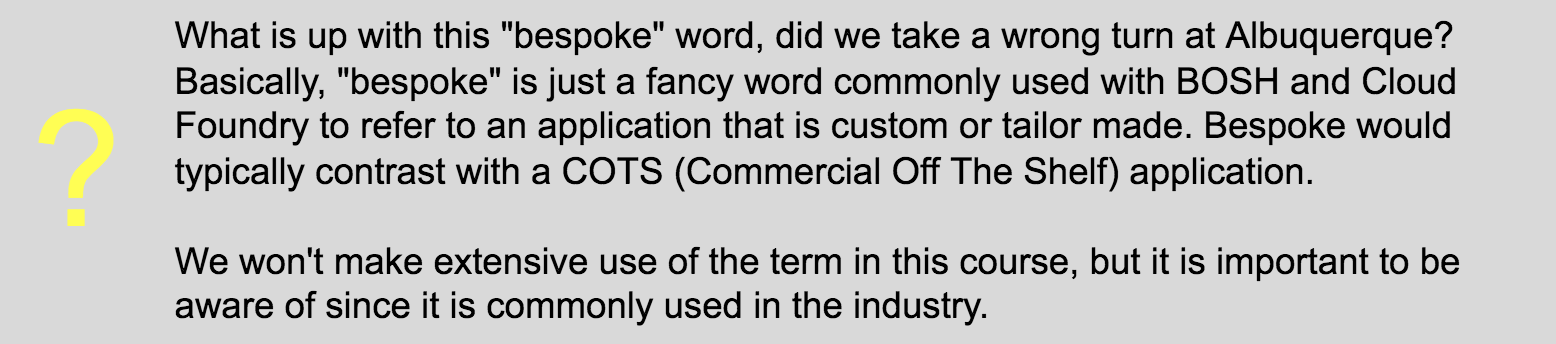 What is up with this "bespoke" word, did we take a wrong turn at Albuquerque?
Basically, "bespoke" is just a fancy word commonly used with BOSH and Cloud
Foundry to refer to an application that is custom or tailor made. Bespoke would
typically contrast with a COTS (Commercial Off The Shelf) application.
?
We won't make extensive use of the term in this course, but it is important to be
aware of since it is commonly used in the industry.